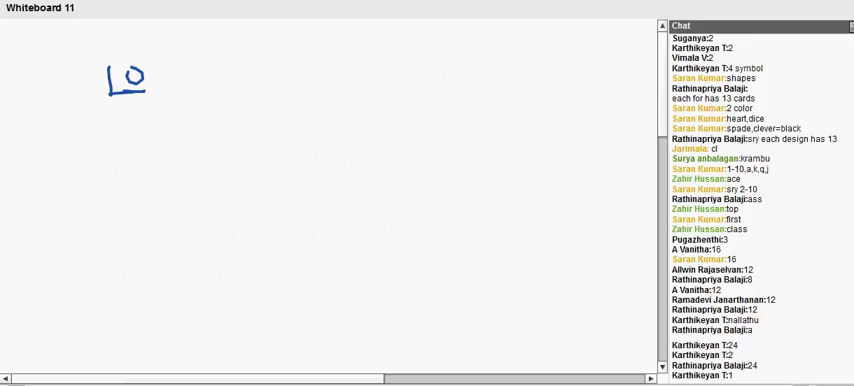 Whiteboard 11
LO
Chat
Suganya:2
Karthikeyan T:2
Vimala V:2
Karthikeyan T:4 symbol
Saran Kumar:shapes
Rathinapriya Balaji:
each for has 13 cards
Saran Kumar:2 color
Saran Kumar:heart,dice
Saran Kumar:spade,clever=black
Rathinapriya Balaji:sry each design has 13
Jarimala: cl
Surya anbalagan:krambu
Saran Kumar:1-10,a,k,q,j
Zahir Hussan:ace
Saran Kumar:sry 2-10
Rathinapriya Balaji:ass
Zahir Hussan:top
Saran Kumar:first
Zahir Hussan:class
Pugazhenthi:3
A Vanitha:16
Saran Kumar:16
Allwin Rajaselvan:12
Rathinapriya Balaji:8
A Vanitha:12
Ramadevi Janarthanan:12
Rathinapriya Balaji:12
Karthikeyan T:nallathu
Rathinapriya Balaji:a
Karthikeyan T:24
Karthikeyan T:2
Rathinapriya Balaji:24
Karthikeyan T:1